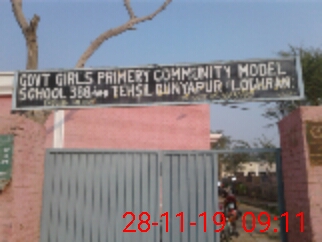 GOVT GIRLS PRIMERY COMMUNITY MODEL
SCHOOL 388 TEHSIL DUNYAPUR (LODHRAN)
28-11-19 09:11